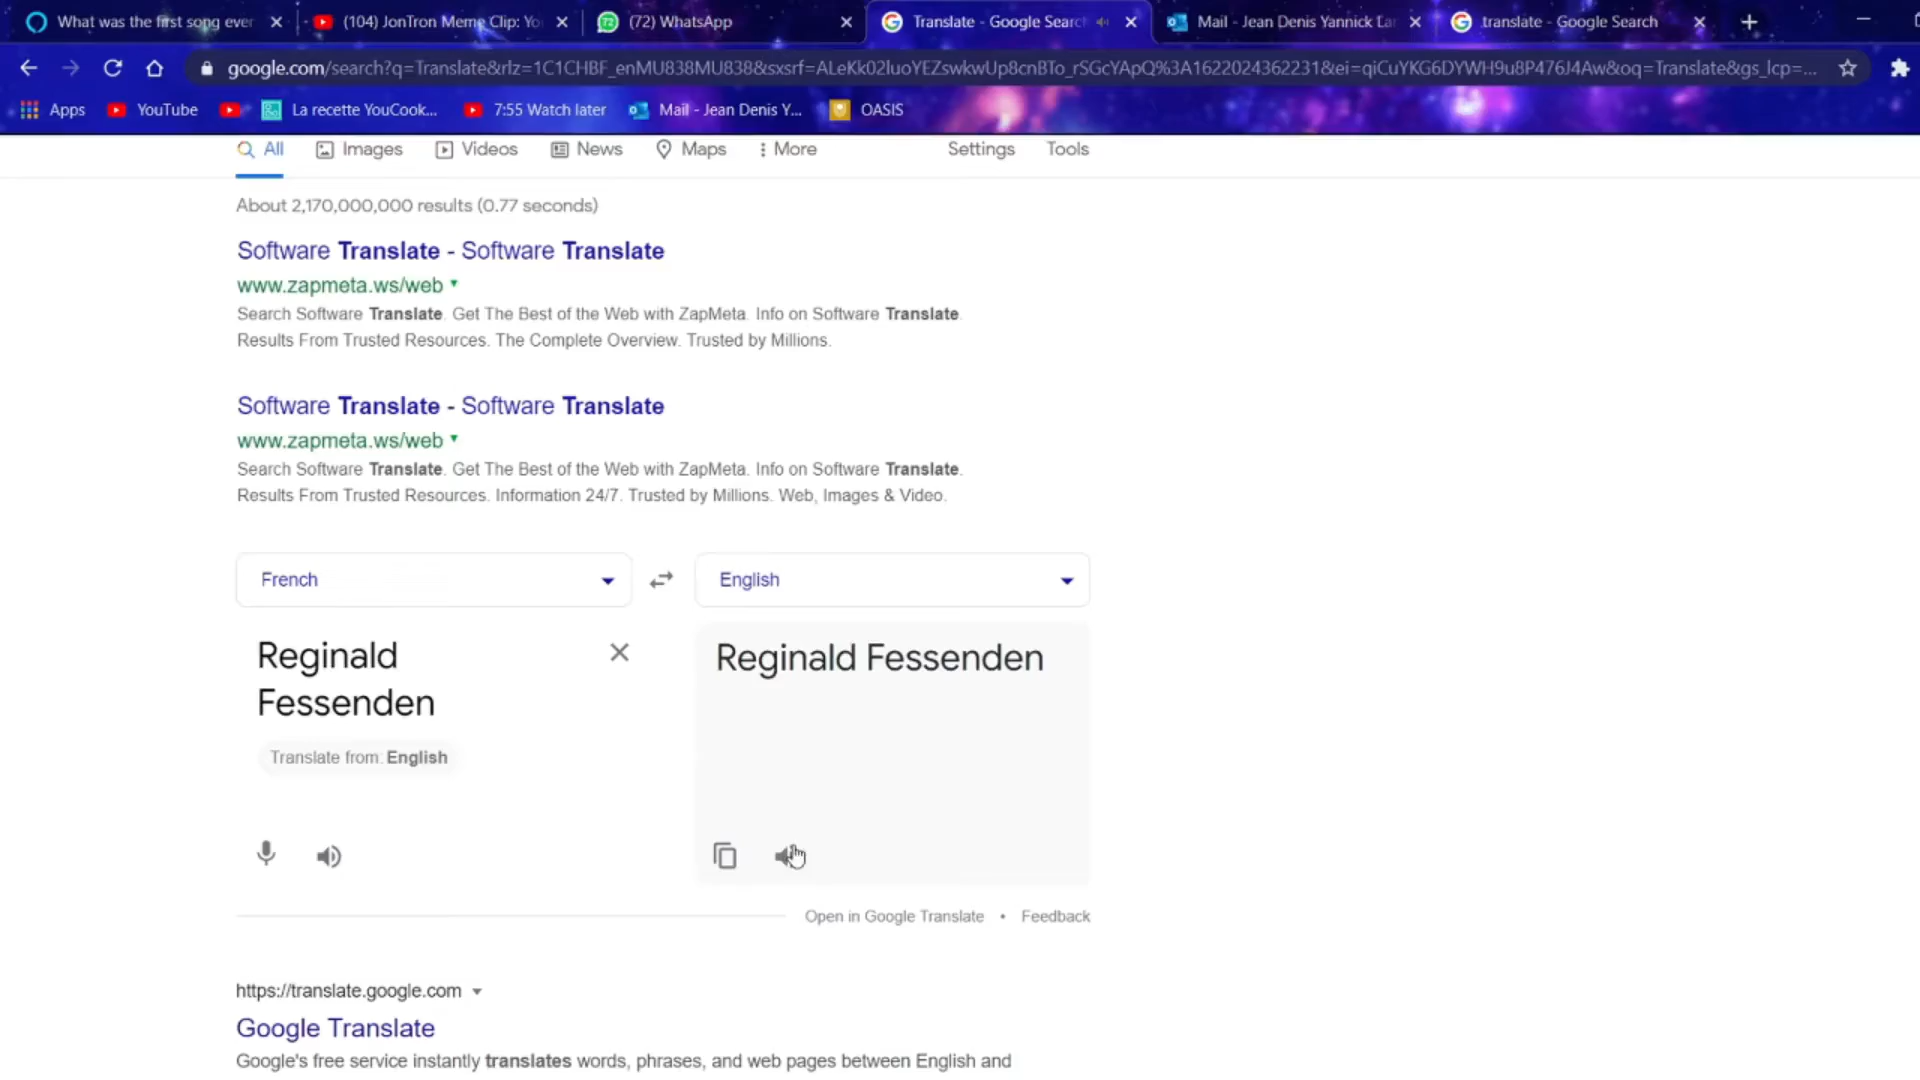 What was the first song ever
(104) JonTron Meme Clip: Yo
72
(72) WhatsApp
Translate - Google Search
Mail - Jean Denis Yannick Lar
translate - Google Search
google.com/search?q=Translate&rlz=1C1CHBF_enMU838MU838&sxsrf=ALeKk02luoYEZswkwUp8cnBTo_rSGcYApQ%3A1622024362231&ei=qiCuYKG6DYWH9u8P476J4Aw&oq=Translate&gs_lcp=...
Apps
YouTube
La recette YouCook...
7:55 Watch later
Mail - Jean Denis Y...
OASIS
All
Images
Videos
News
Maps
More
Settings
Tools
About 2,170,000,000 results (0.77 seconds)
Software Translate - Software Translate
www.zapmeta.ws/web
Search Software Translate. Get The Best of the Web with ZapMeta. Info on Software Translate.
Results From Trusted Resources. The Complete Overview. Trusted by Millions.
Software Translate - Software Translate
www.zapmeta.ws/web
Search Software Translate. Get The Best of the Web with ZapMeta. Info on Software Translate.
Results From Trusted Resources. Information 24/7. Trusted by Millions. Web, Images & Video.
French
English
Reginald
Fessenden
Translate from: English
Reginald Fessenden
Open in Google Translate • Feedback
https://translate.google.com
Google Translate
Google's free service instantly translates words, phrases, and web pages between English and